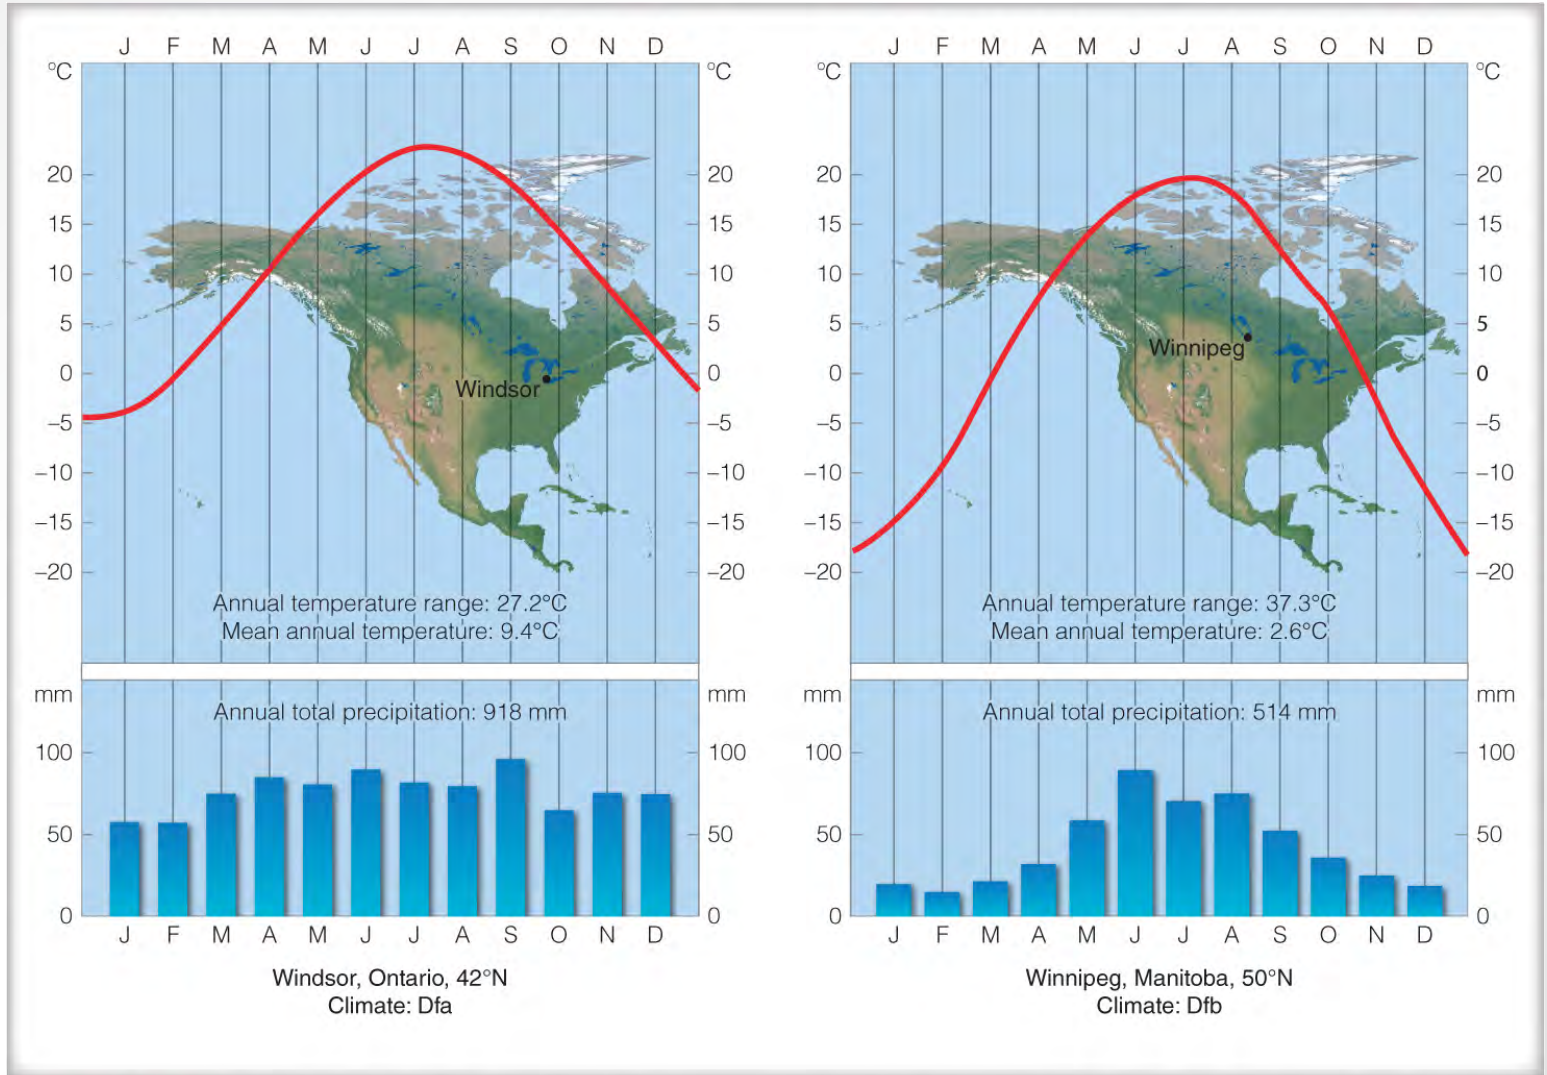 J F M A M J J A S O N D
°C °C
20 20
15 15
10 10
5 5
0 0
–5 –5
–10 –10
–15 –15
–20 –20
Windsor
Annual temperature range: 27.2°C
Mean annual temperature: 9.4°C
mm mm
Annual total precipitation: 918 mm
100 100
50 50
0 0
J F M A M J J A S O N D
Windsor, Ontario, 42°N
Climate: Dfa
J F M A M J J A S O N D
°C °C
20 20
15 15
10 10
5 5
0 0
–5 –5
–10 –10
–15 –15
–20 –20
Winnipeg
Annual temperature range: 37.3°C
Mean annual temperature: 2.6°C
mm mm
Annual total precipitation: 514 mm
100 100
50 50
0 0
J F M A M J J A S O N D
Winnipeg, Manitoba, 50°N
Climate: Dfb